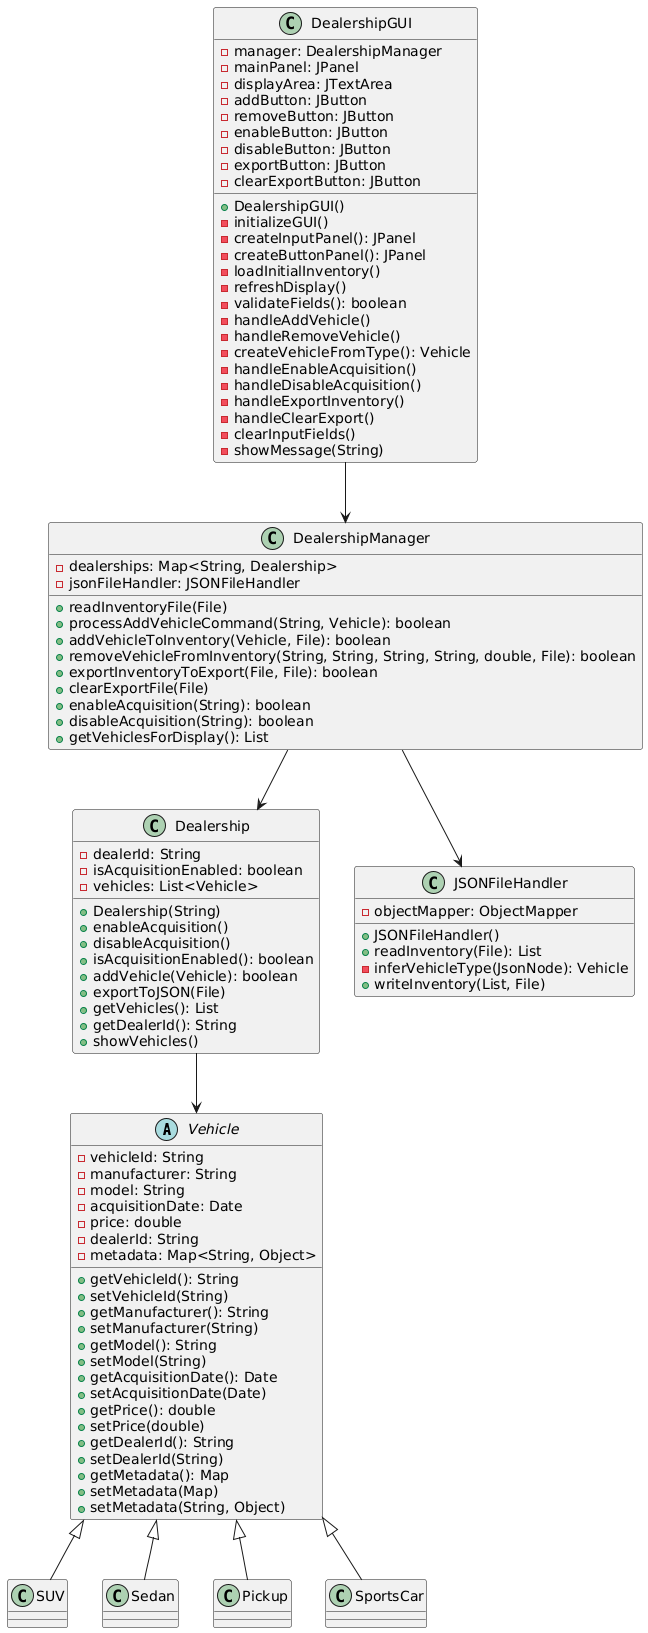 C DealershipGUI
manager: DealershipManager
mainPanel: JPanel
displayArea: JTextArea
addButton: JButton
removeButton: JButton
enableButton: JButton
disableButton: JButton
exportButton: JButton
clearExportButton: JButton
DealershipGUI()
initializeGUI()
createInputPanel(): JPanel
createButtonPanel(): JPanel
loadInitialInventory()
refreshDisplay()
validateFields(): boolean
handleAddVehicle()
handleRemoveVehicle()
createVehicleFromType(): Vehicle
handleEnableAcquisition()
handleDisableAcquisition()
handleExportInventory()
handleClearExport()
clearInputFields()
showMessage(String)
C DealershipManager
dealerships: Map<String, Dealership>
jsonFileHandler: JSONFileHandler
readInventoryFile(File)
processAddVehicleCommand(String, Vehicle): boolean
addVehicleToInventory(Vehicle, File): boolean
removeVehicleFromInventory(String, String, String, String, double, File): boolean
exportInventoryToExport(File, File): boolean
clearExportFile(File)
enableAcquisition(String): boolean
disableAcquisition(String): boolean
getVehiclesForDisplay(): List
C Dealership
dealerId: String
isAcquisitionEnabled: boolean
vehicles: List<Vehicle>
Dealership(String)
enableAcquisition()
disableAcquisition()
isAcquisitionEnabled(): boolean
addVehicle(Vehicle): boolean
exportToJSON(File)
getVehicles(): List
getDealerId(): String
showVehicles()
C JSONFileHandler
objectMapper: ObjectMapper
JSONFileHandler()
readInventory(File): List
inferVehicleType(JsonNode): Vehicle
writeInventory(List, File)
A Vehicle
vehicleId: String
manufacturer: String
model: String
acquisitionDate: Date
price: double
dealerId: String
metadata: Map<String, Object>
getVehicleId(): String
setVehicleId(String)
getManufacturer(): String
setManufacturer(String)
getModel(): String
setModel(String)
getAcquisitionDate(): Date
setAcquisitionDate(Date)
getPrice(): double
setPrice(double)
getDealerId(): String
setDealerId(String)
getMetadata(): Map
setMetadata(Map)
setMetadata(String, Object)
C SUV
C Sedan
C Pickup
C SportsCar